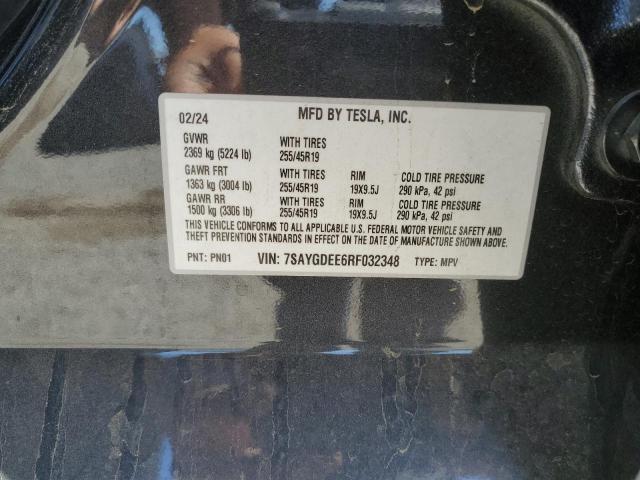 02/24 MFD BY TESLA, INC.
GVWR WITH TIRES
2369 kg (5224 lb) 255/45R19
GAWR FRT WITH TIRES RIM COLD TIRE PRESSURE
1363 kg (3004 lb) 255/45R19 19X9.5J 290 kPa, 42 psi
GAWR RR WITH TIRES RIM COLD TIRE PRESSURE
1500 kg (3306 lb) 255/45R19 19X9.5J 290 kPa, 42 psi
THIS VEHICLE CONFORMS TO ALL APPLICABLE U.S. FEDERAL MOTOR VEHICLE SAFETY AND
THEFT PREVENTION STANDARDS IN EFFECT ON THE DATE OF MANUFACTURE SHOWN ABOVE.
PNT: PN01 VIN: 7SAYGDEE6RF032348 TYPE: MPV